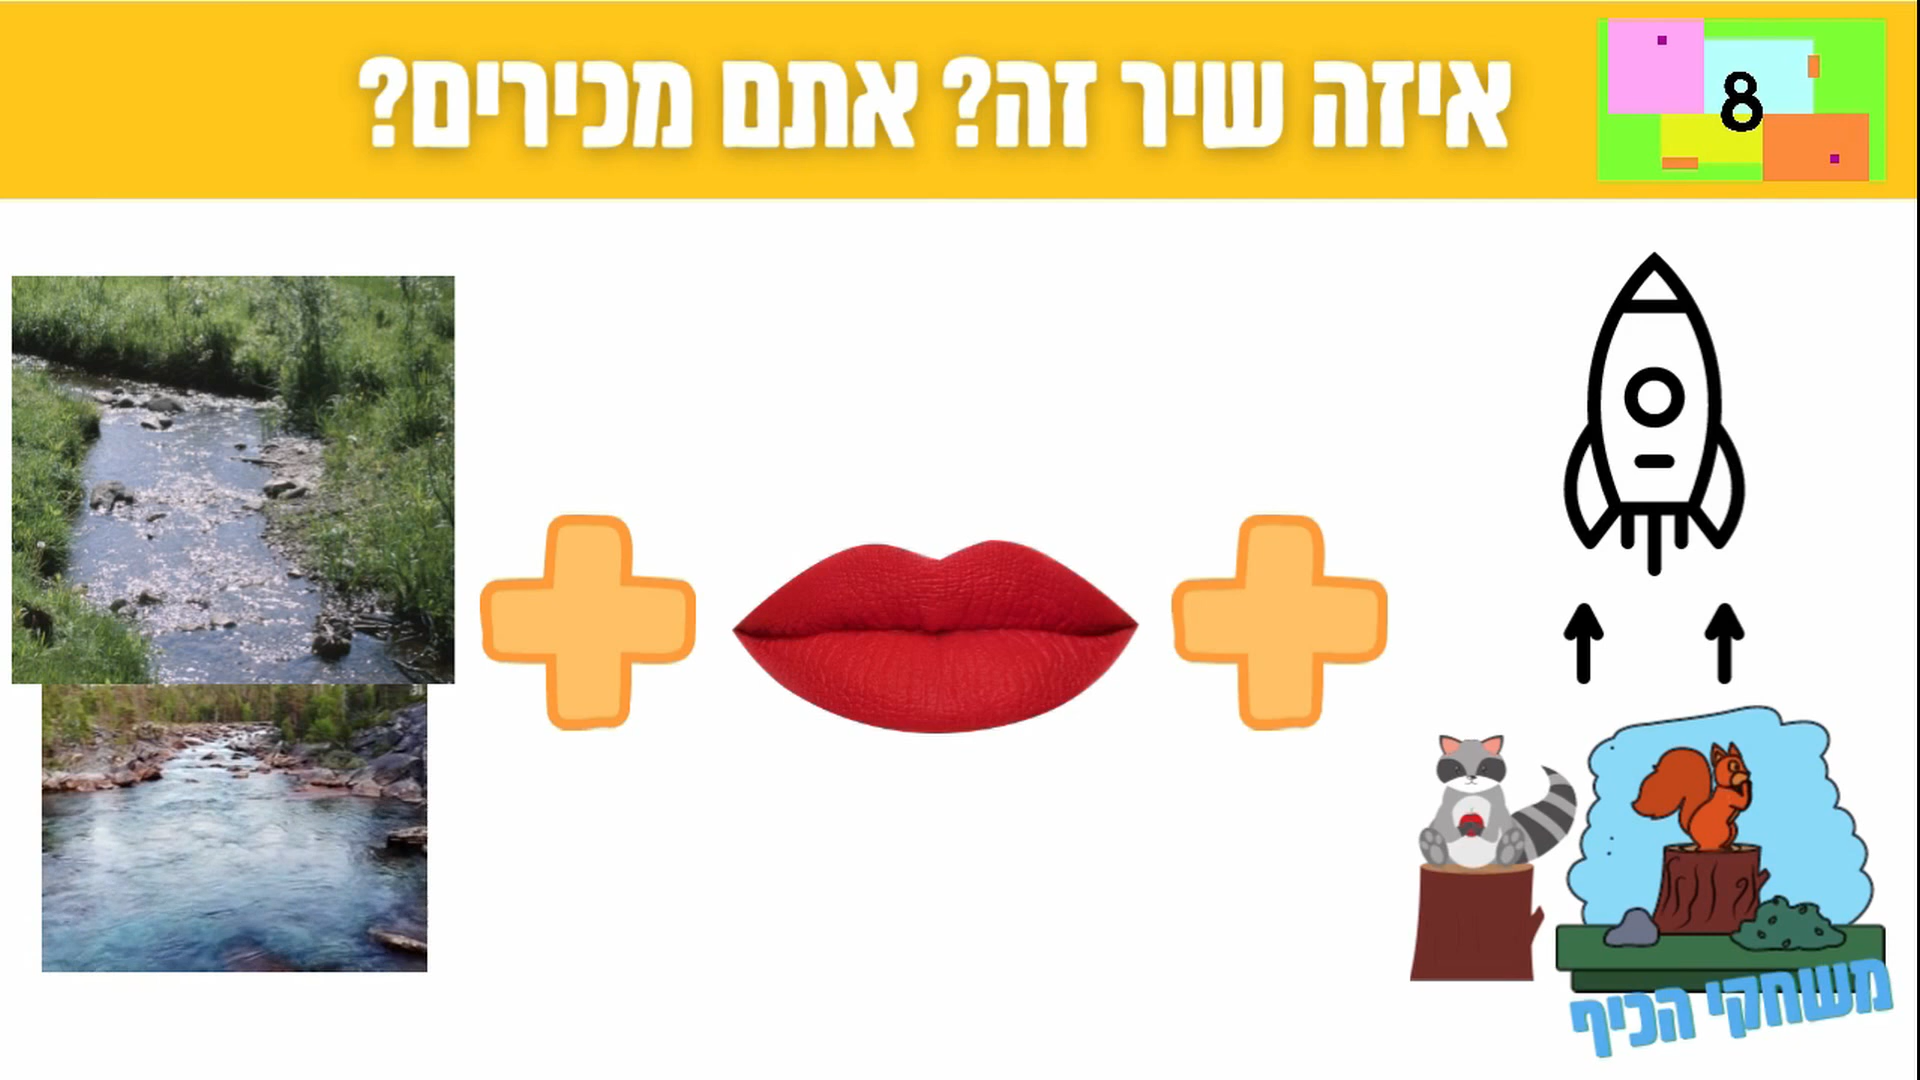 איזה שיר זה? אתם מכירים?
8
משחקי הכיף